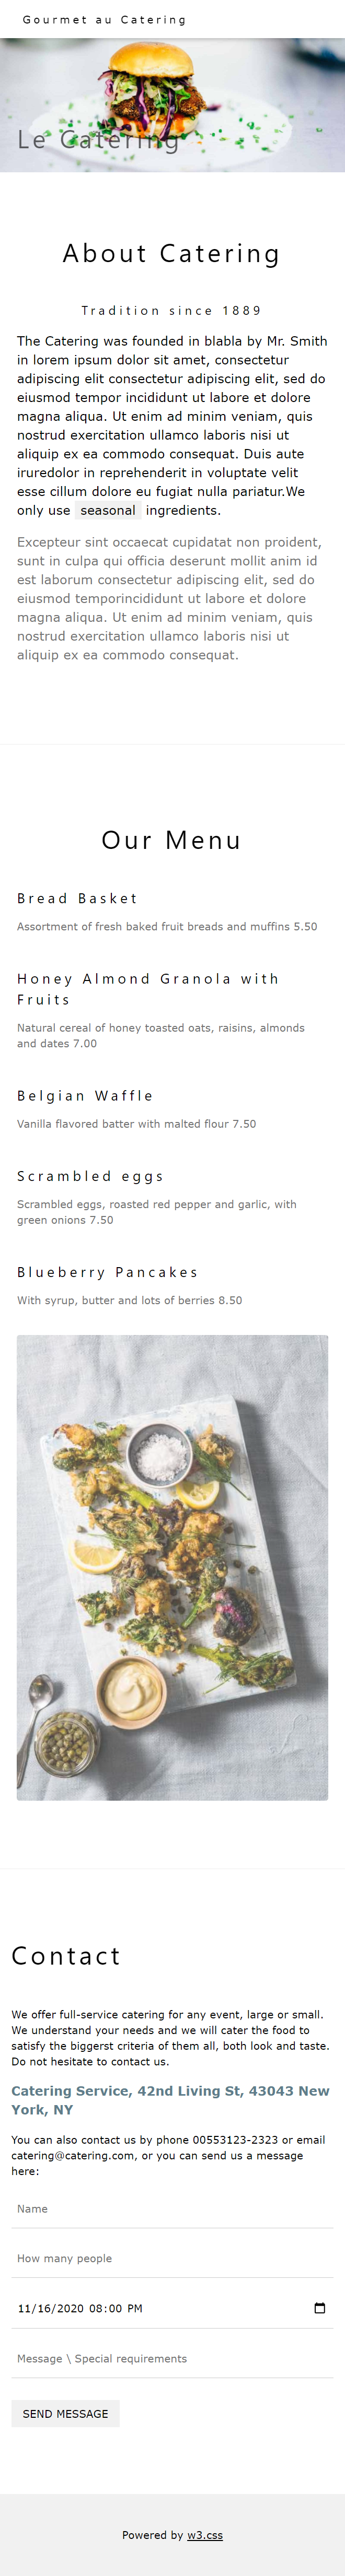 Gourmet au Catering
Le Catering
About Catering
Tradition since 1889
The Catering was founded in blabla by Mr. Smith
in lorem ipsum dolor sit amet, consectetur
adipiscing elit consectetur adipiscing elit, sed do
eiusmod tempor incididunt ut labore et dolore
magna aliqua. Ut enim ad minim veniam, quis
nostrud exercitation ullamco laboris nisi ut
aliquip ex ea commodo consequat. Duis aute
iruredolor in reprehenderit in voluptate velit
esse cillum dolore eu fugiat nulla pariatur.We
only use seasonal ingredients.
Excepteur sint occaecat cupidatat non proident,
sunt in culpa qui officia deserunt mollit anim id
est laborum consectetur adipiscing elit, sed do
eiusmod temporincididunt ut labore et dolore
magna aliqua. Ut enim ad minim veniam, quis
nostrud exercitation ullamco laboris nisi ut
aliquip ex ea commodo consequat.
Our Menu
Bread Basket
Assortment of fresh baked fruit breads and muffins 5.50
Honey Almond Granola with
Fruits
Natural cereal of honey toasted oats, raisins, almonds
and dates 7.00
Belgian Waffle
Vanilla flavored batter with malted flour 7.50
Scrambled eggs
Scrambled eggs, roasted red pepper and garlic, with
green onions 7.50
Blueberry Pancakes
With syrup, butter and lots of berries 8.50
Contact
We offer full-service catering for any event, large or small.
We understand your needs and we will cater the food to
satisfy the biggerst criteria of them all, both look and taste.
Do not hesitate to contact us.
Catering Service, 42nd Living St, 43043 New
York, NY
You can also contact us by phone 00553123-2323 or email
catering@catering.com, or you can send us a message
here:
Name
How many people
11/16/2020 08:00 PM
Message \ Special requirements
SEND MESSAGE
Powered by w3.css